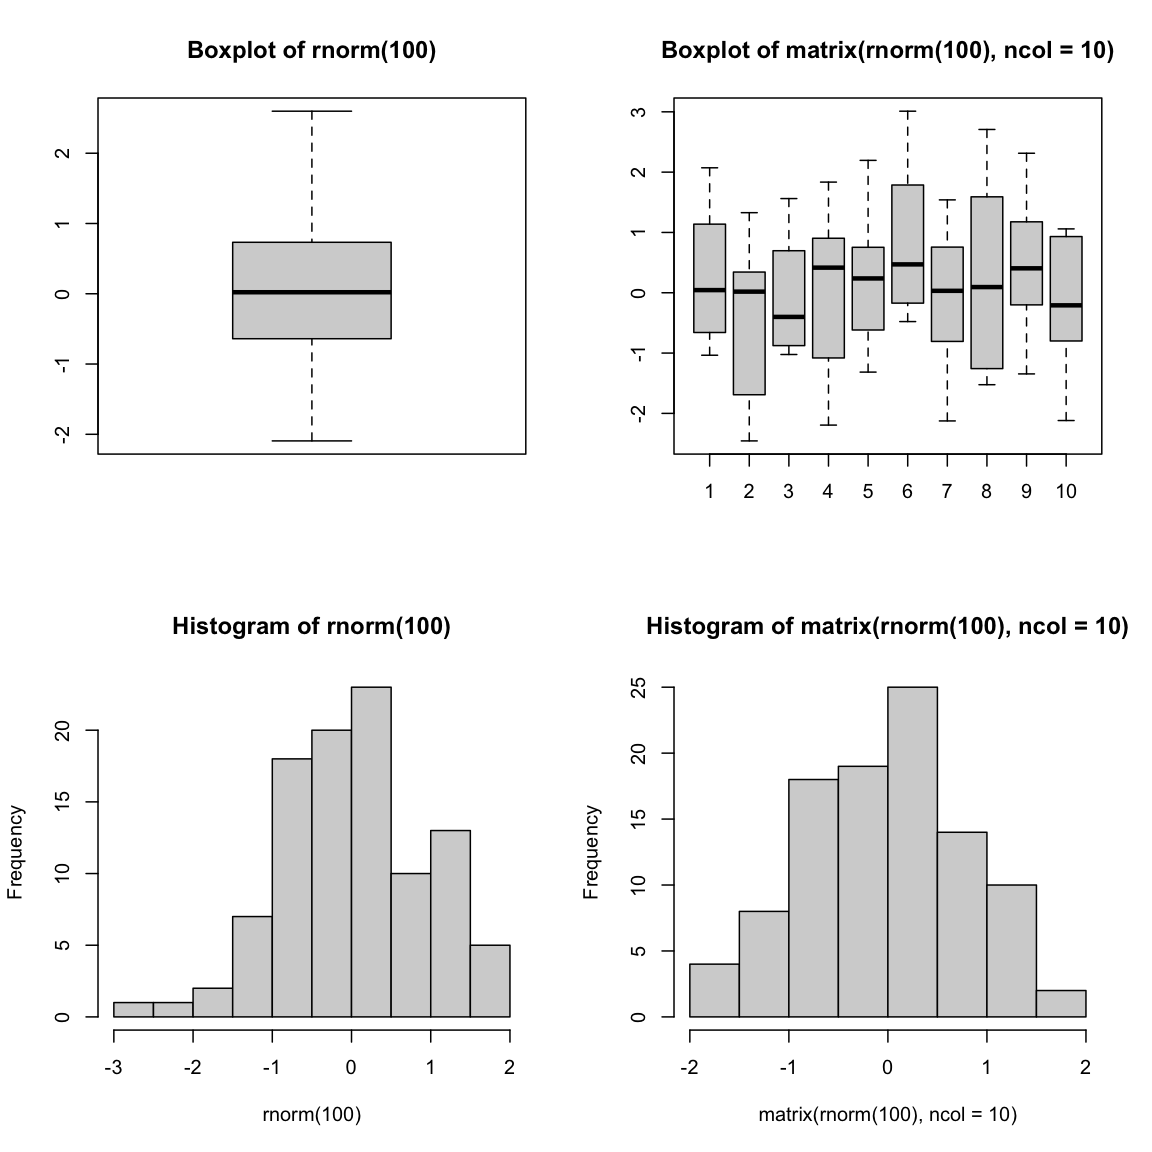 Boxplot of rnorm(100)
2
1
0
-1
-2
Boxplot of matrix(rnorm(100), ncol = 10)
3
2
1
0
-1
-2
1 2 3 4 5 6 7 8 9 10
Histogram of rnorm(100)
Frequency
20
15
10
5
0
-3 -2 -1 0 1 2
rnorm(100)
Histogram of matrix(rnorm(100), ncol = 10)
Frequency
25
20
15
10
5
0
-2 -1 0 1 2
matrix(rnorm(100), ncol = 10)